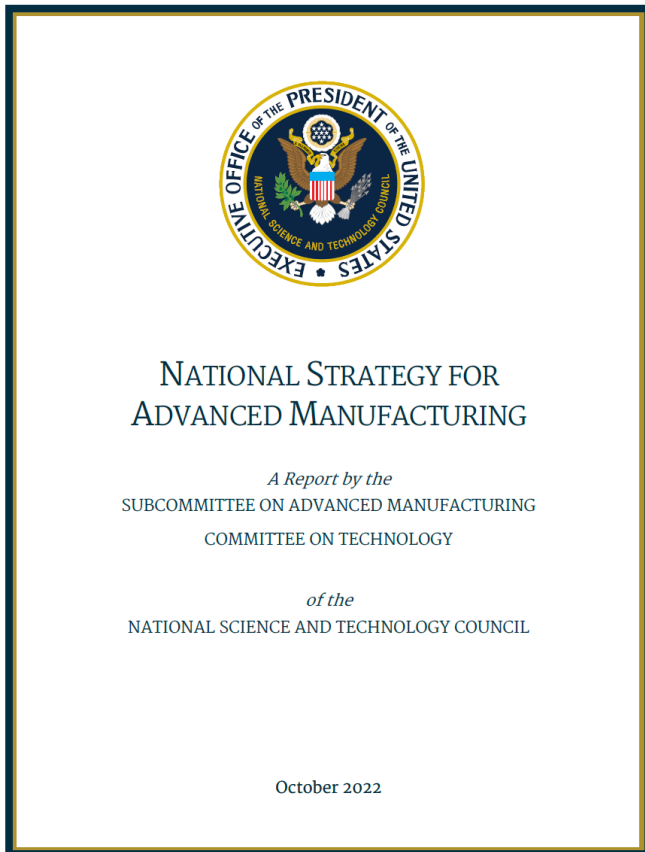 EXECUTIVE OFFICE OF THE PRESIDENT OF THE UNITED STATES
NATIONAL SCIENCE AND TECHNOLOGY COUNCIL
NATIONAL STRATEGY FOR
ADVANCED MANUFACTURING
A Report by the
SUBCOMMITTEE ON ADVANCED MANUFACTURING
COMMITTEE ON TECHNOLOGY
of the
NATIONAL SCIENCE AND TECHNOLOGY COUNCIL
October 2022